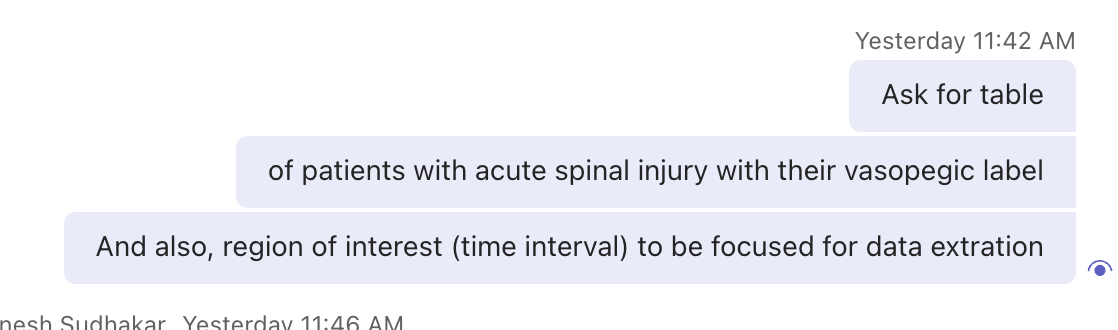 Yesterday 11:42 AM
Ask for table
of patients with acute spinal injury with their vasopegic label
And also, region of interest (time interval) to be focused for data extration
nesh Sudhakar Yesterday 11:46 AM